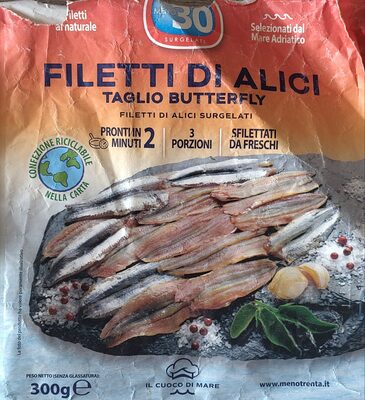 Filetti
al naturale
30
SURGELATI
Selezionati dal
Mare Adriatico
FILETTI DI ALICI
TAGLIO BUTTERFLY
FILETTI DI ALICI SURGELATI
PRONTI IN
MINUTI 2
3
PORZIONI
SFILETTATI
DA FRESCHI
CONFEZIONE RICICLABILE
NELLA CARTA
PESO NETTO (SENZA GLASSATURA):
300g e
IL CUOCO DI MARE
www.menotrenta.it